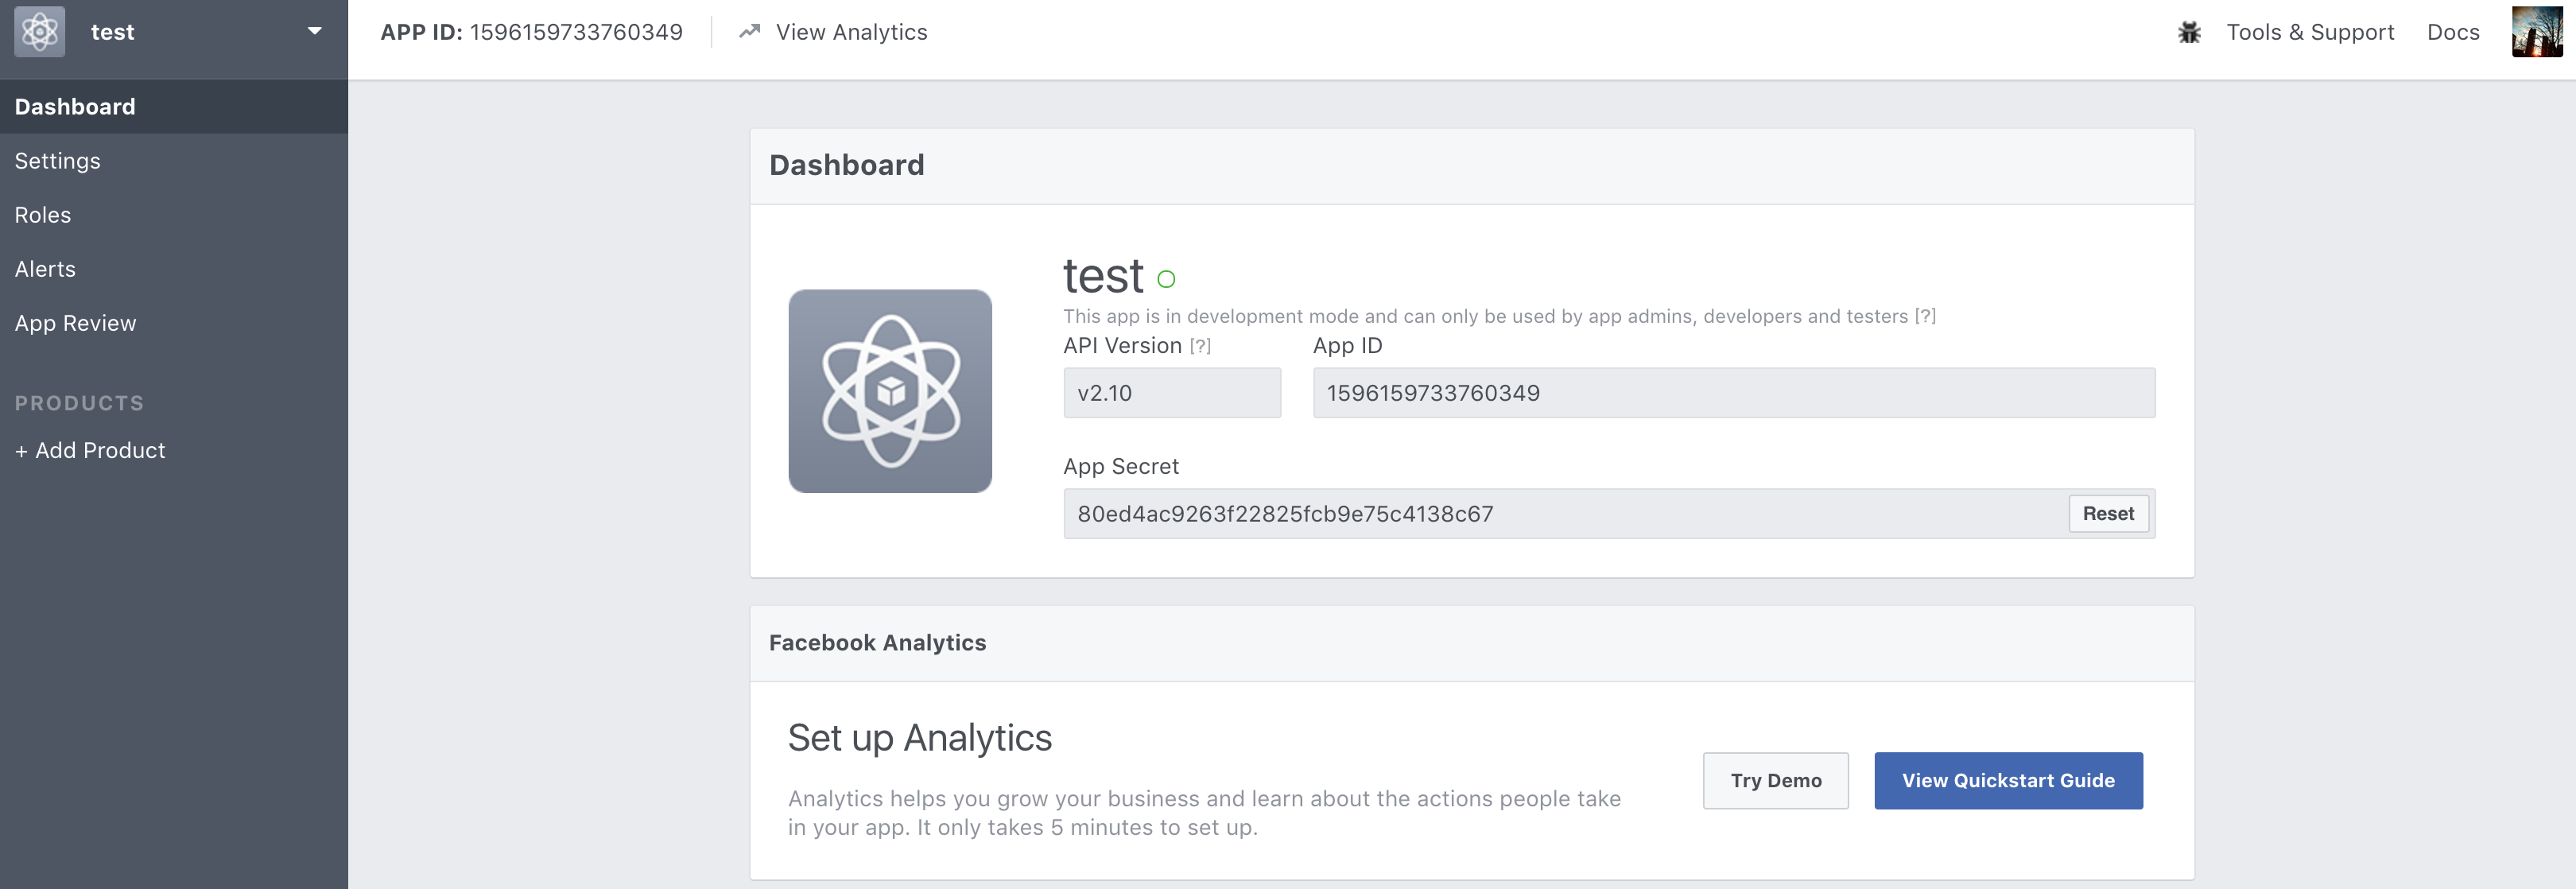 test
APP ID: 1596159733760349
View Analytics
Tools & Support
Docs
Dashboard
Settings
Roles
Alerts
App Review
PRODUCTS
+ Add Product
Dashboard
test
This app is in development mode and can only be used by app admins, developers and testers [?]
API Version [?]
App ID
v2.10
1596159733760349
App Secret
80ed4ac9263f22825fcb9e75c4138c67
Reset
Facebook Analytics
Set up Analytics
Analytics helps you grow your business and learn about the actions people take
in your app. It only takes 5 minutes to set up.
Try Demo
View Quickstart Guide